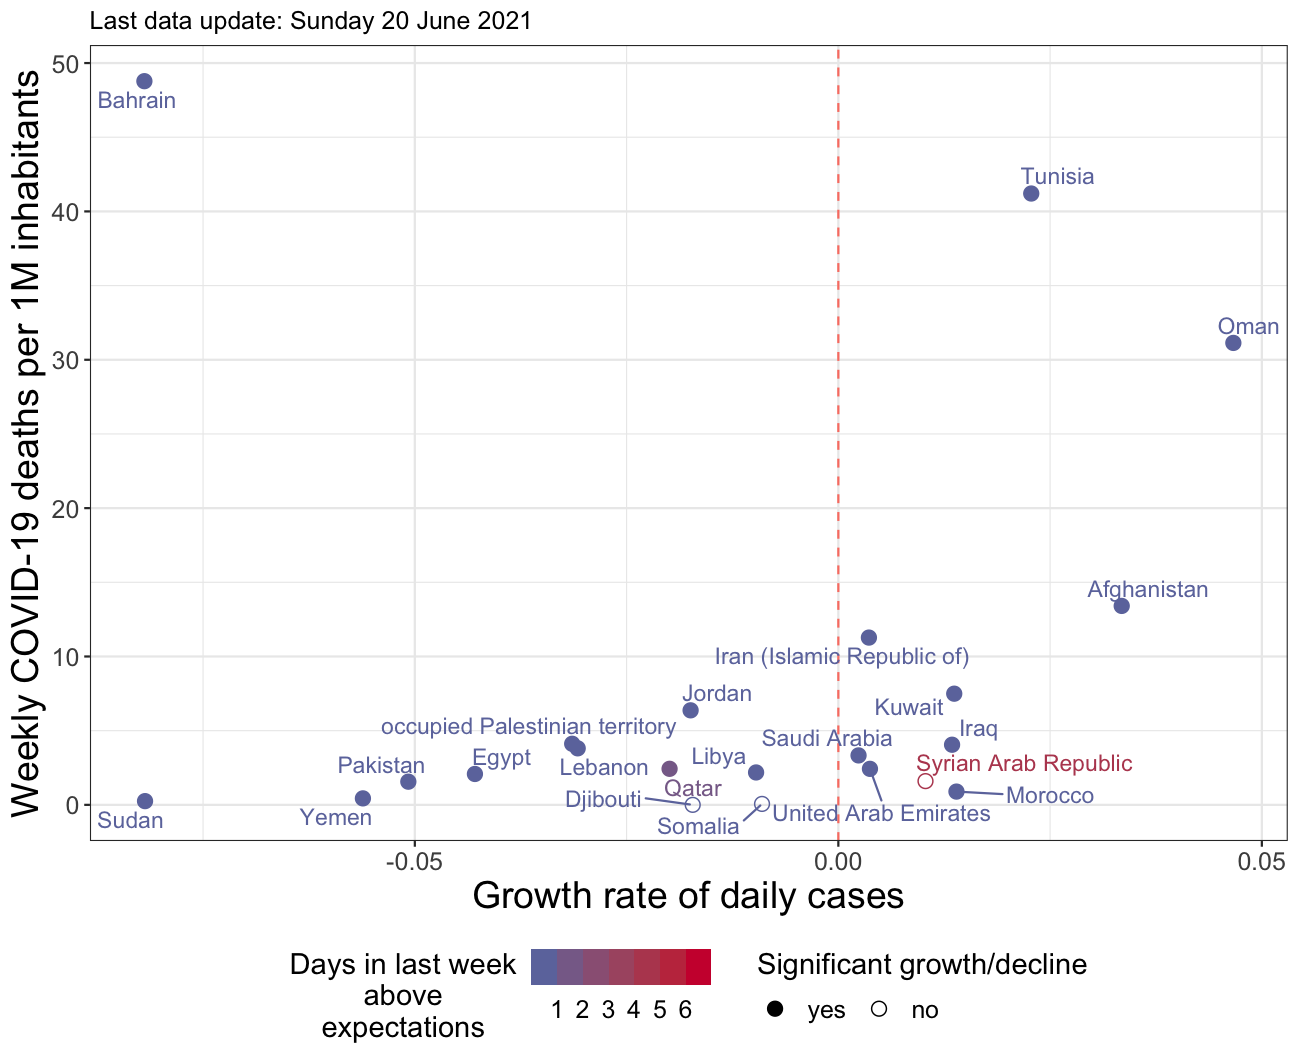 Last data update: Sunday 20 June 2021
Weekly COVID-19 deaths per 1M inhabitants
50
40
30
20
10
0
Bahrain
Tunisia
Oman
Afghanistan
Iran (Islamic Republic of)
Jordan
Kuwait
occupied Palestinian territory
Iraq
Saudi Arabia
Libya
Egypt
Pakistan
Lebanon
Syrian Arab Republic
Qatar
Djibouti
Morocco
United Arab Emirates
Yemen
Sudan
Somalia
-0.05
0.00
0.05
Growth rate of daily cases
Days in last week
above
expectations
1 2 3 4 5 6
Significant growth/decline
yes
no